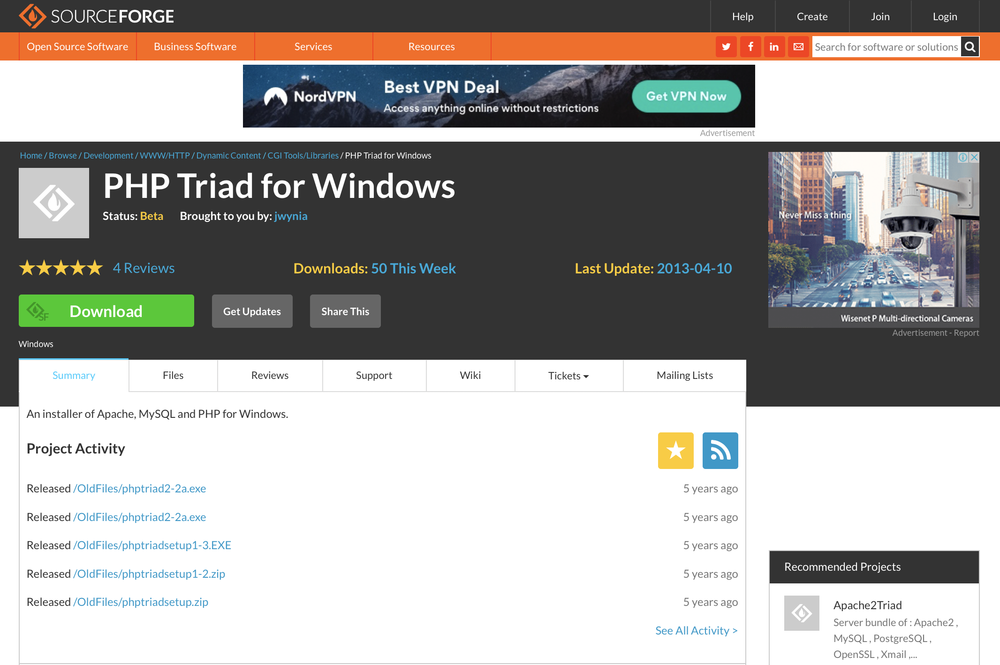 SOURCEFORGE
Help
Create
Join
Login
Open Source Software
Business Software
Services
Resources
Search for software or solutions
NordVPN
Best VPN Deal
Access anything online without restrictions
Get VPN Now
Advertisement
Home / Browse / Development / WWW/HTTP / Dynamic Content / CGI Tools/Libraries / PHP Triad for Windows
PHP Triad for Windows
Status: Beta
Brought to you by: jwynia
4 Reviews
Downloads: 50 This Week
Last Update: 2013-04-10
SF
Download
Get Updates
Share This
Windows
Never Miss a thing
Wisenet P Multi-directional Cameras
Advertisement - Report
Summary
Files
Reviews
Support
Wiki
Tickets
Mailing Lists
An installer of Apache, MySQL and PHP for Windows.
Project Activity
Released /OldFiles/phptriad2-2a.exe
5 years ago
Released /OldFiles/phptriad2-2a.exe
5 years ago
Released /OldFiles/phptriadsetup1-3.EXE
5 years ago
Released /OldFiles/phptriadsetup1-2.zip
5 years ago
Released /OldFiles/phptriadsetup.zip
5 years ago
See All Activity >
Recommended Projects
Apache2Triad
Server bundle of : Apache2 ,
MySQL , PostgreSQL ,
OpenSSL , Xmail ,...